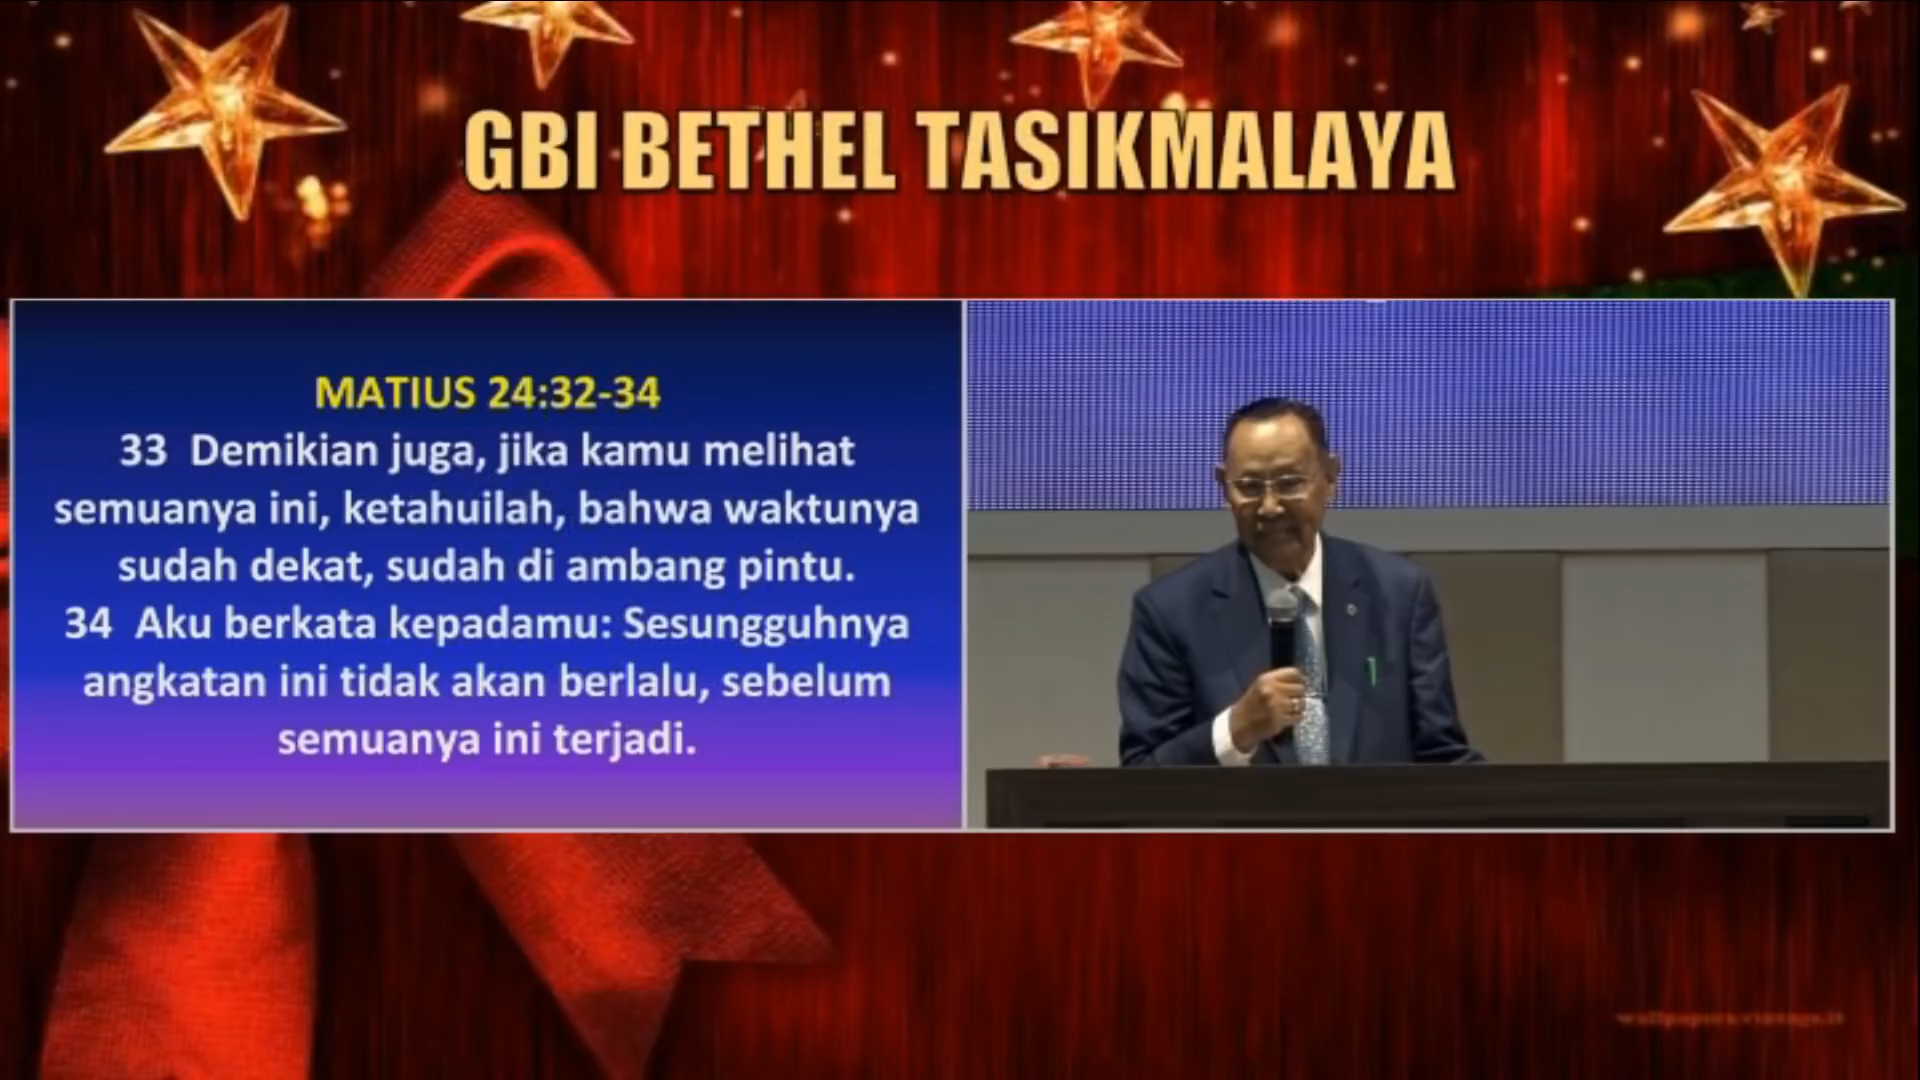 GBI BETHEL TASIKMALAYA
MATIUS 24:32-34
33 Demikian juga, jika kamu melihat
semuanya ini, ketahuilah, bahwa waktunya
sudah dekat, sudah di ambang pintu.
34 Aku berkata kepadamu: Sesungguhnya
angkatan ini tidak akan berlalu, sebelum
semuanya ini terjadi.